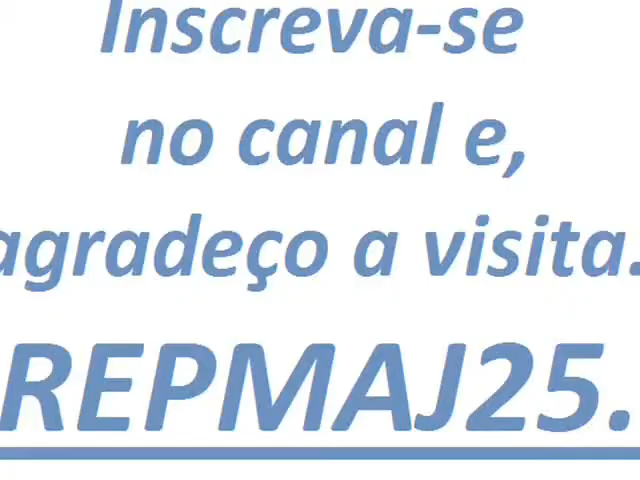 Inscreva-se
no canal e,
agradeço a visita.
REPMAJ25.